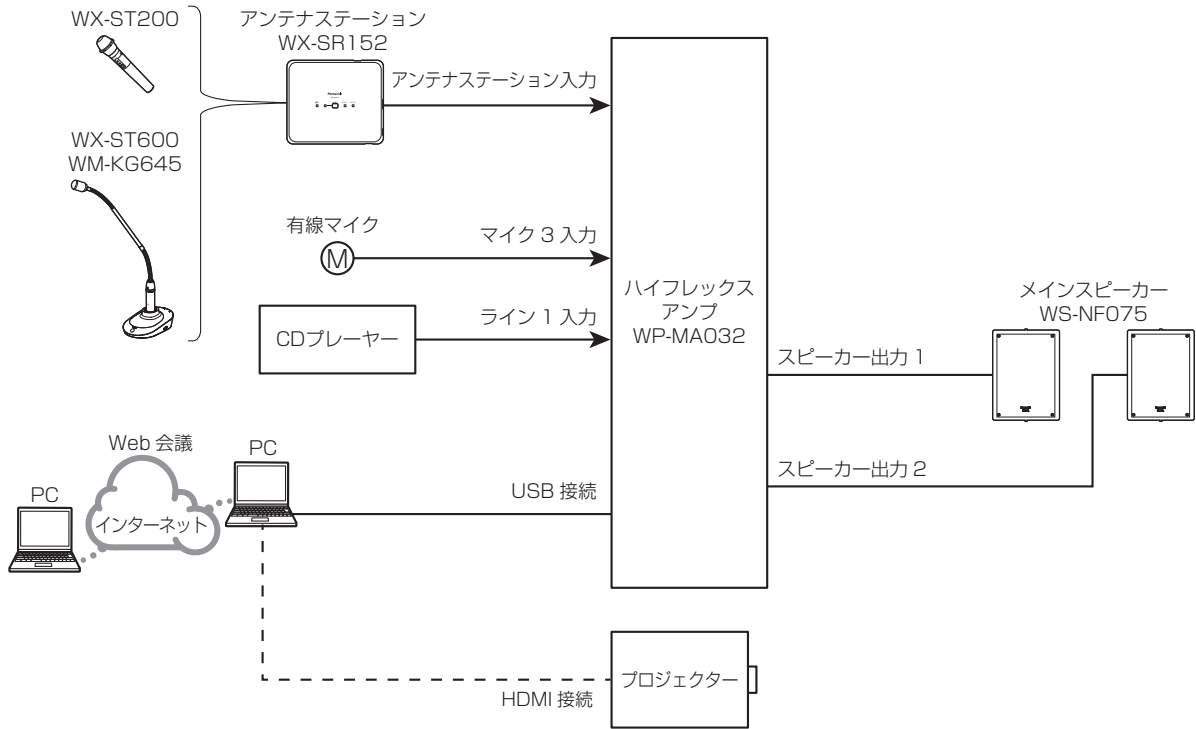 WX-ST200
アンテナステーション
WX-SR152
Panasonic
アンテナステーション入力
WX-ST600
WM-KG645
有線マイク
M
マイク 3 入力
CDプレーヤー
ライン 1 入力
ハイフレックス
アンプ
WP-MA032
メインスピーカー
WS-NF075
スピーカー出力 1
スピーカー出力 2
Web 会議
PC
PC
インターネット
USB 接続
HDMI 接続
プロジェクター